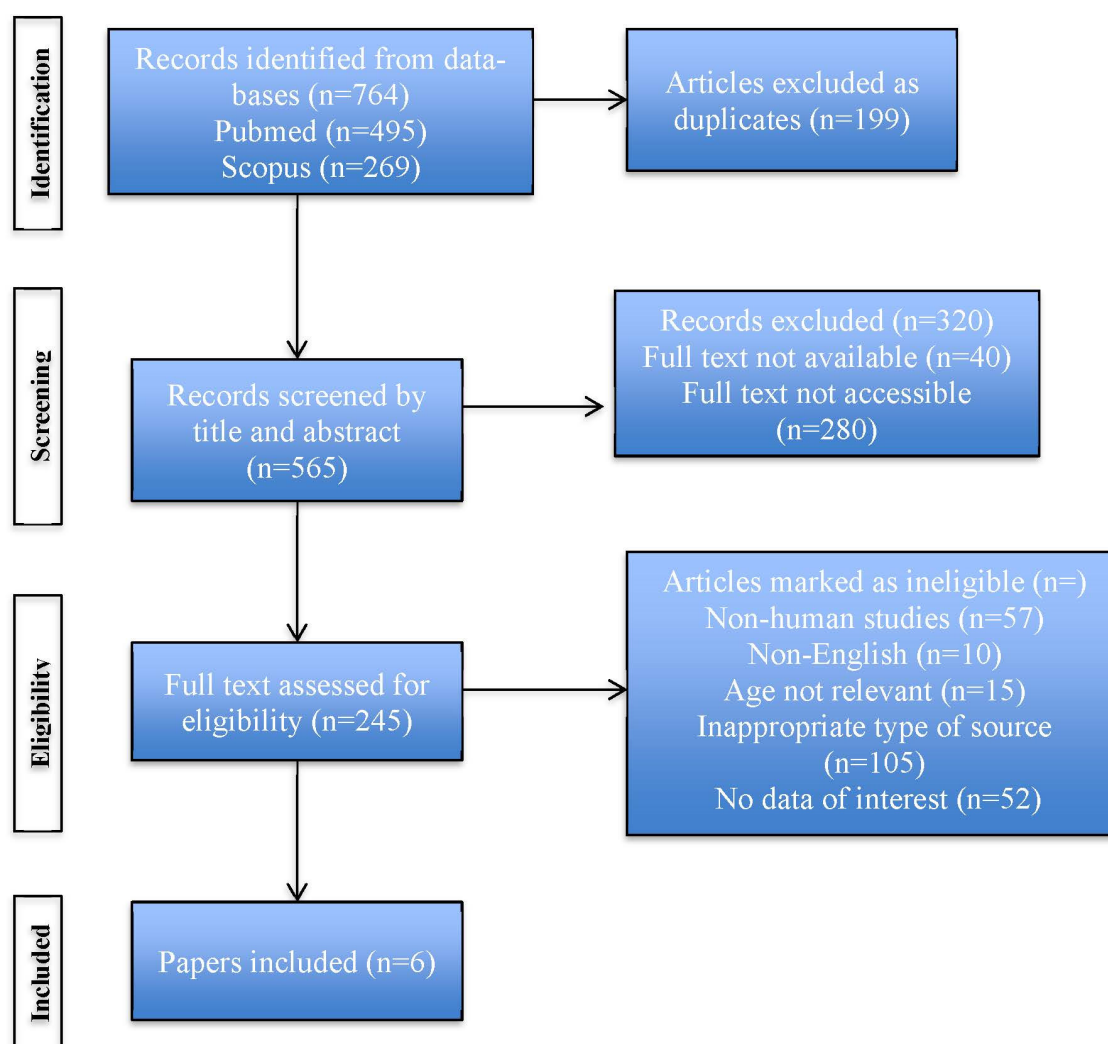 Identification
Records identified from data-
bases (n=764)
Pubmed (n=495)
Scopus (n=269)
Articles excluded as
duplicates (n=199)
Screening
Records screened by
title and abstract
(n=565)
Records excluded (n=320)
Full text not available (n=40)
Full text not accessible
(n=280)
Eligibility
Full text assessed for
eligibility (n=245)
Articles marked as ineligible (n=)
Non-human studies (n=57)
Non-English (n=10)
Age not relevant (n=15)
Inappropriate type of source
(n=105)
No data of interest (n=52)
Included
Papers included (n=6)